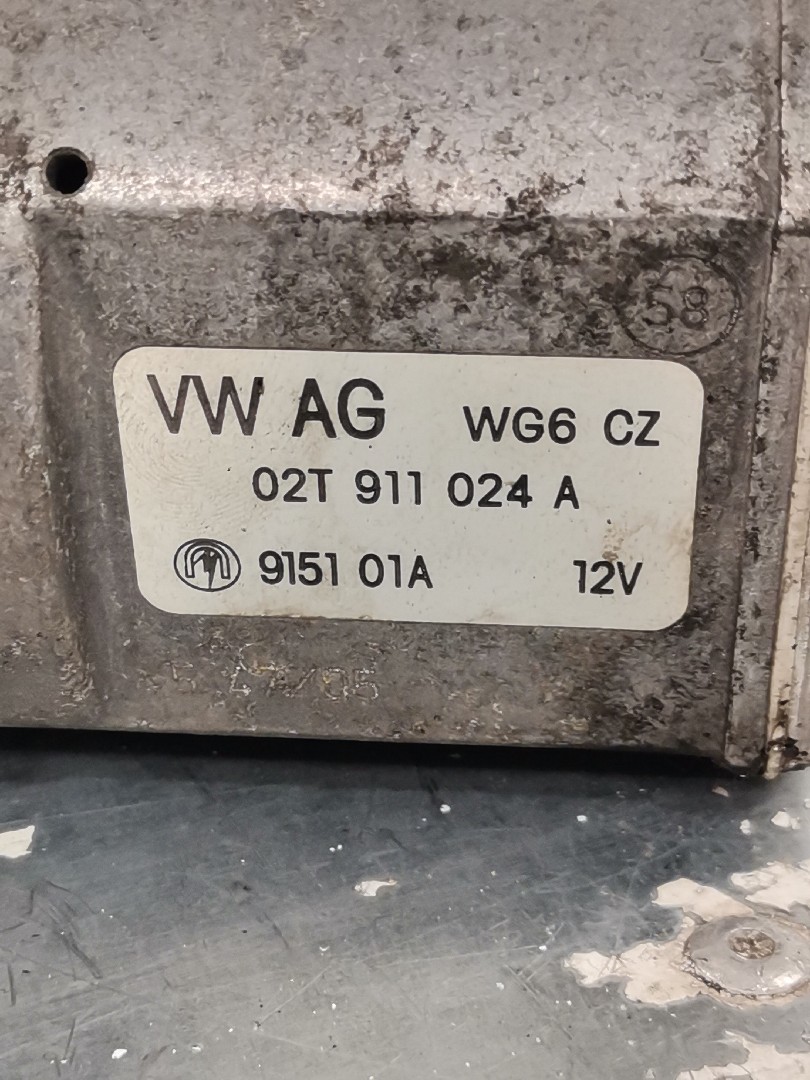 58
VW AG WG6 CZ
02T 911 024 A
9151 01A 12V